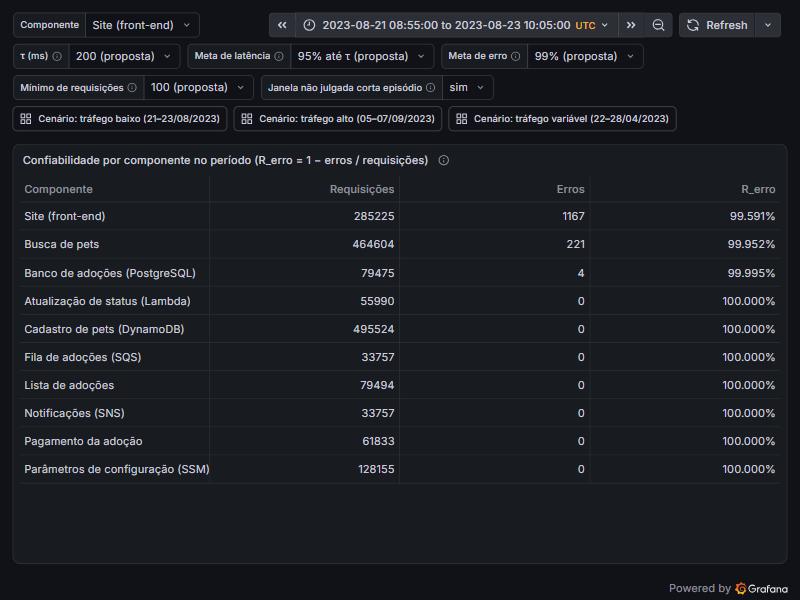 Componente Site (front-end) 2023-08-21 08:55:00 to 2023-08-23 10:05:00 UTC Refresh
τ (ms) 200 (proposta) Meta de latência 95% até τ (proposta) Meta de erro 99% (proposta)
Mínimo de requisições 100 (proposta) Janela não julgada corta episódio sim
Cenário: tráfego baixo (21–23/08/2023) Cenário: tráfego alto (05–07/09/2023) Cenário: tráfego variável (22–28/04/2023)
Confiabilidade por componente no período (R_erro = 1 − erros / requisições)
Componente Requisições Erros R_erro
Site (front-end) 285225 1167 99.591%
Busca de pets 464604 221 99.952%
Banco de adoções (PostgreSQL) 79475 4 99.995%
Atualização de status (Lambda) 55990 0 100.000%
Cadastro de pets (DynamoDB) 495524 0 100.000%
Fila de adoções (SQS) 33757 0 100.000%
Lista de adoções 79494 0 100.000%
Notificações (SNS) 33757 0 100.000%
Pagamento da adoção 61833 0 100.000%
Parâmetros de configuração (SSM) 128155 0 100.000%
Powered by Grafana